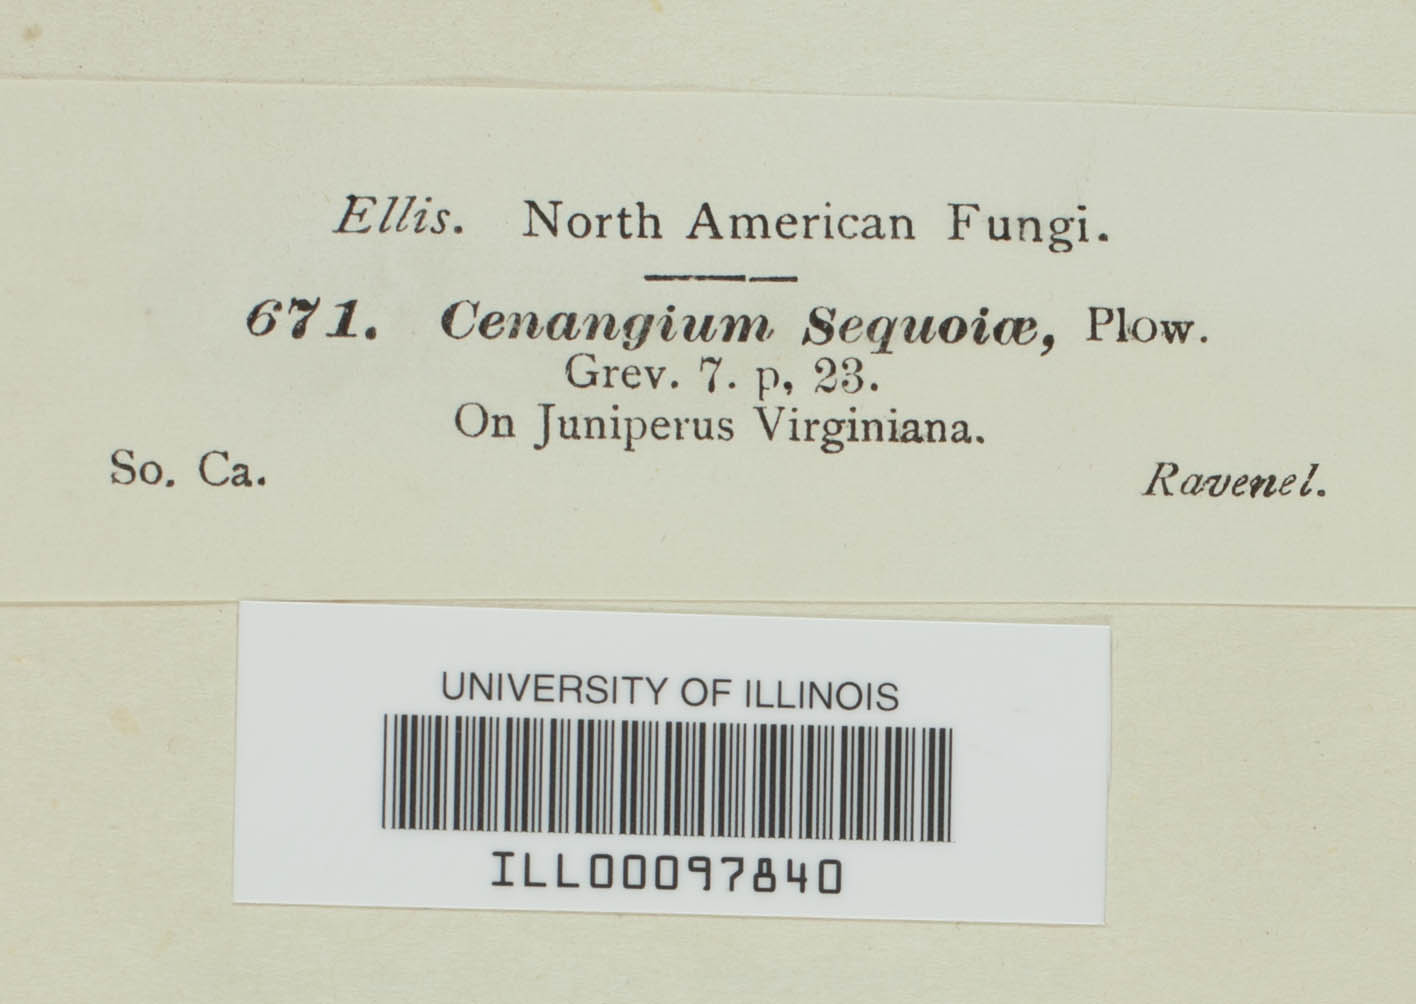 Ellis. North American Fungi.
671. Cenangium Sequoiæ, Plow.
Grev. 7. p, 23.
On Juniperus Virginiana.
So. Ca. Ravenel.
UNIVERSITY OF ILLINOIS
ILL00097840